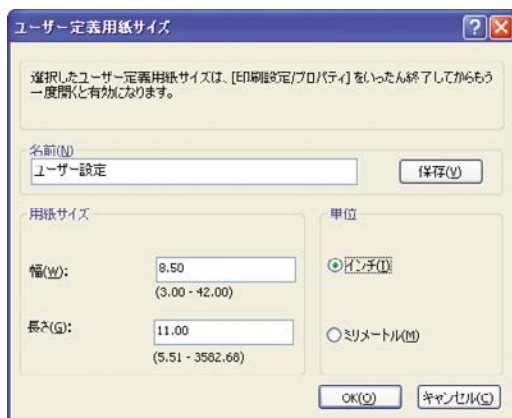 ユーザー定義用紙サイズ
選択したユーザー定義用紙サイズは、[印刷設定/プロパティ]をいったん終了してからもう
一度開くと有効になります。
名前(N)
ユーザー設定
保存(V)
用紙サイズ
幅(W):
8.50
(3.00 - 42.00)
長さ(G):
11.00
(5.51 - 3582.68)
単位
インチ(I)
ミリメートル(M)
OK(O)
キャンセル(C)